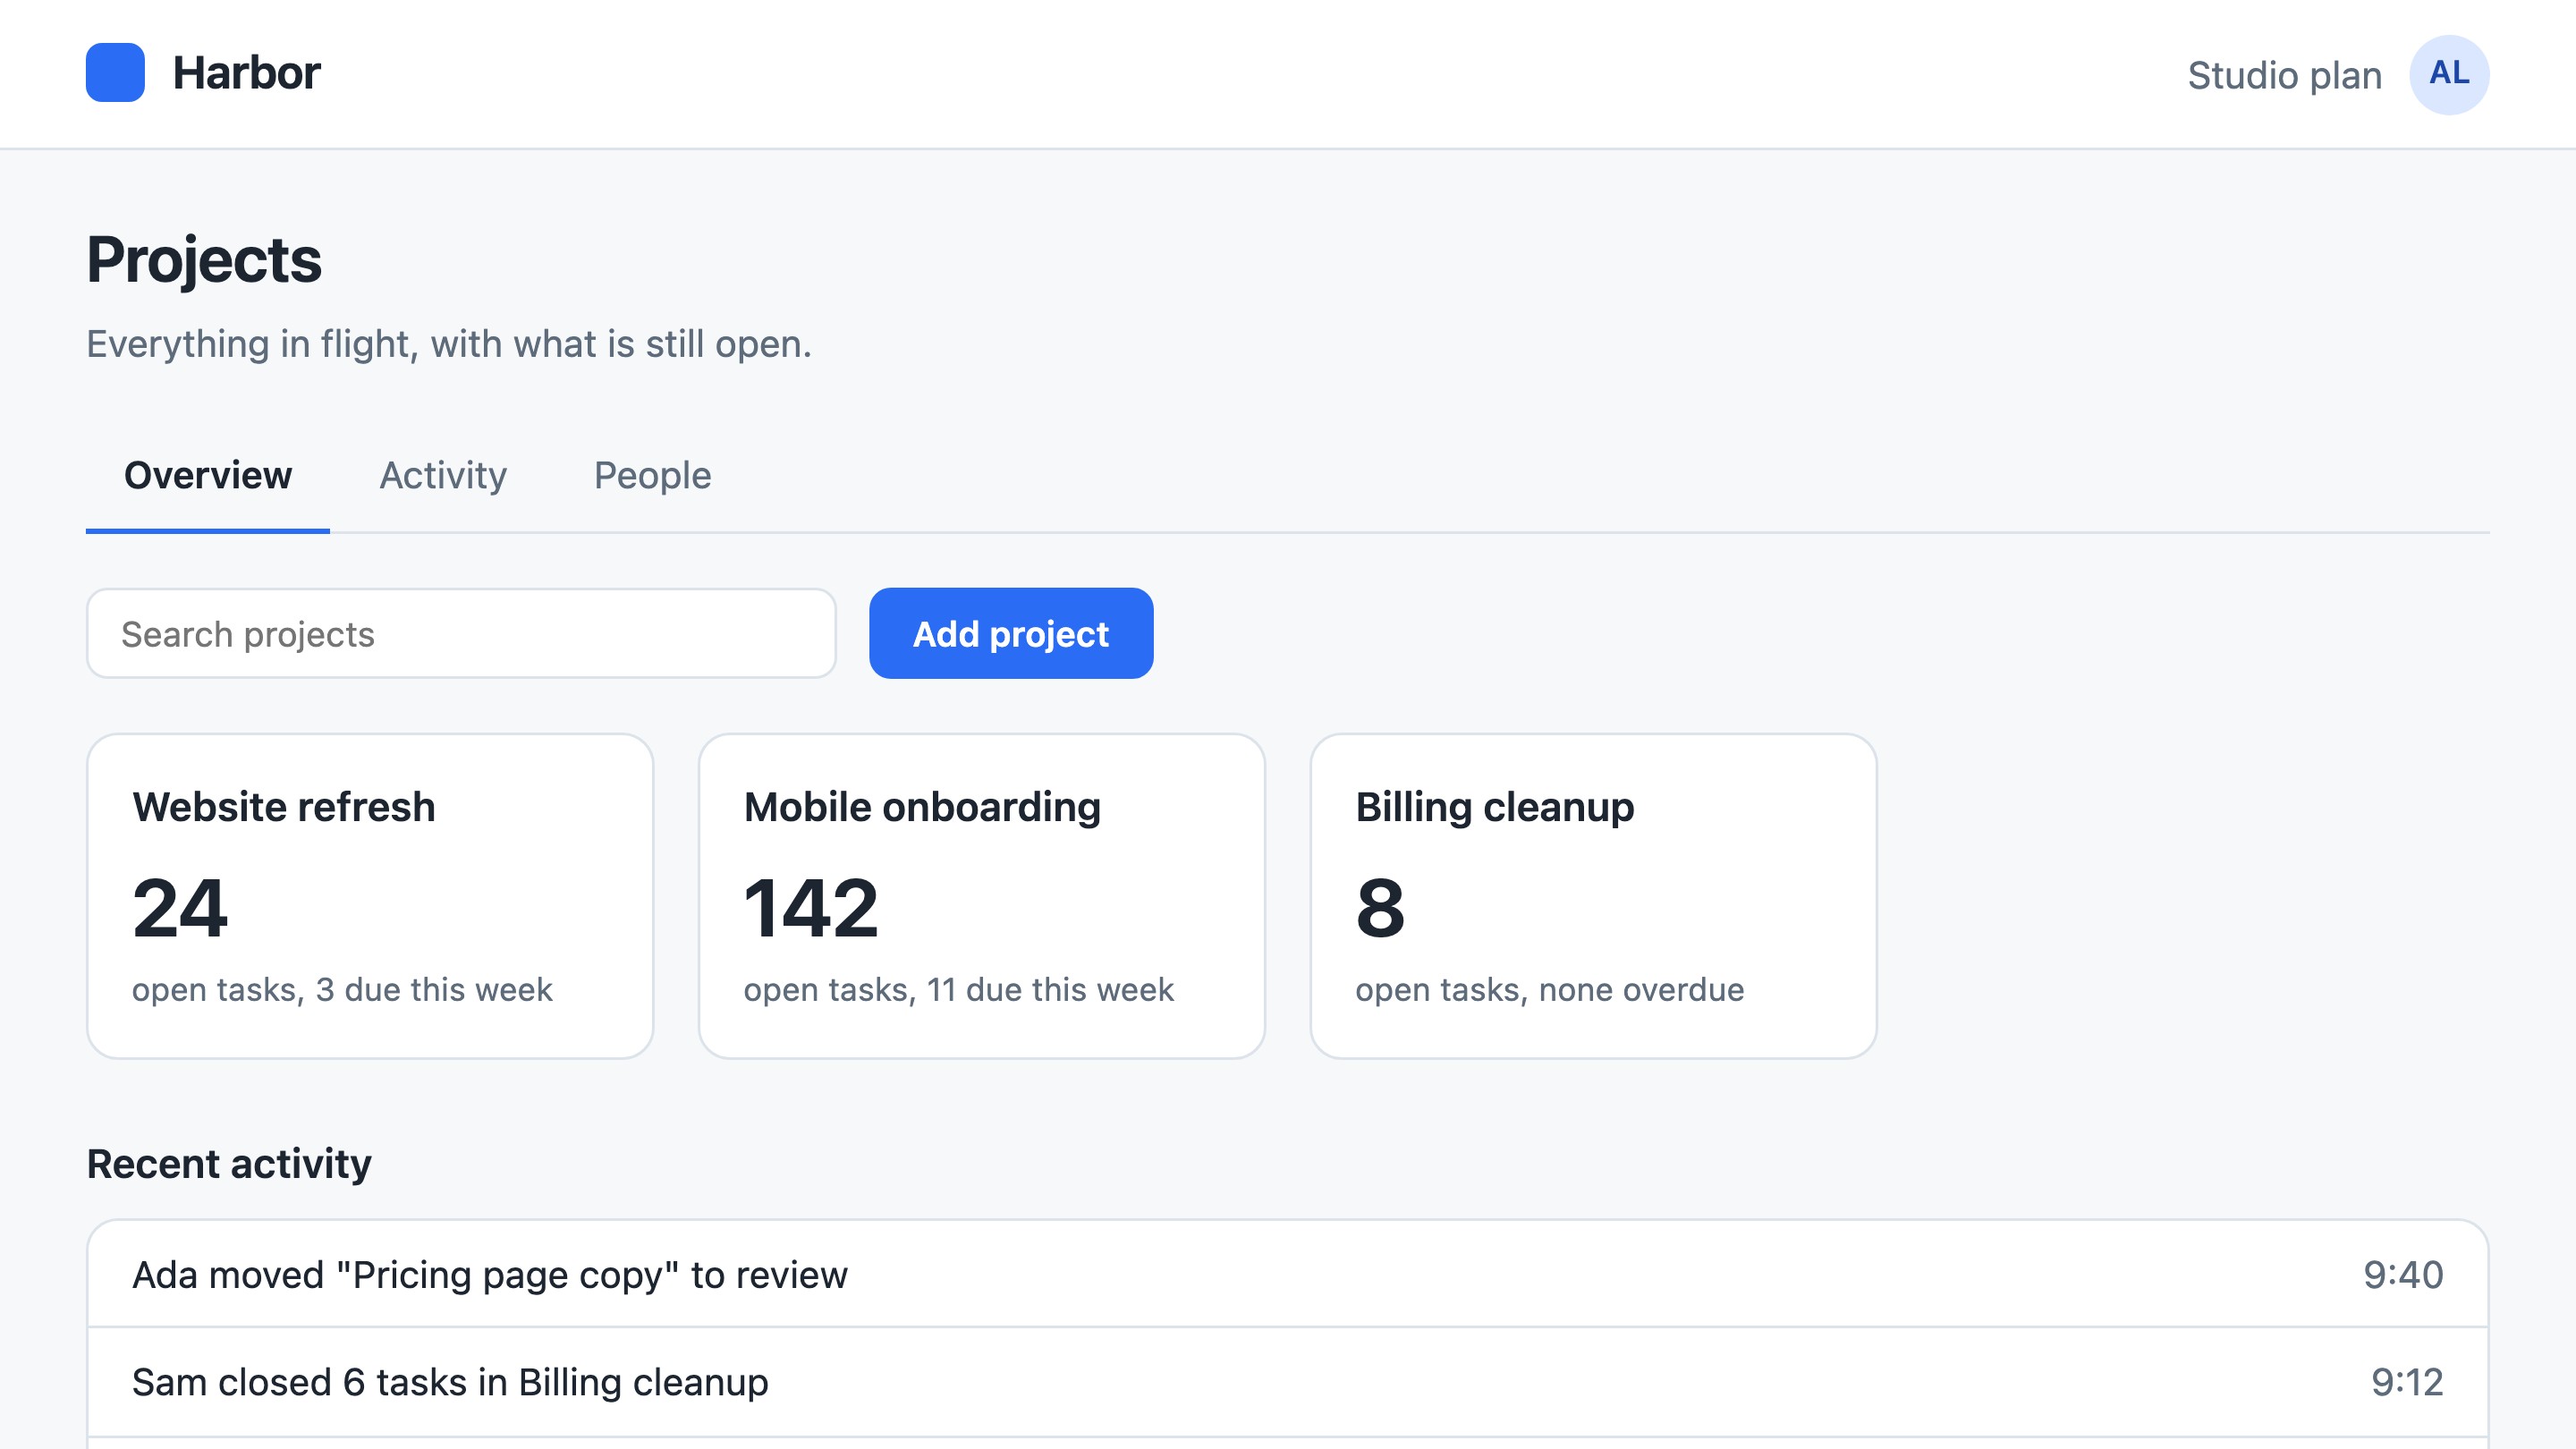 Harbor
Studio plan
AL
Projects
Everything in flight, with what is still open.
Overview
Activity
People
Search projects
Add project
Website refresh
24
open tasks, 3 due this week
Mobile onboarding
142
open tasks, 11 due this week
Billing cleanup
8
open tasks, none overdue
Recent activity
Ada moved "Pricing page copy" to review
9:40
Sam closed 6 tasks in Billing cleanup
9:12